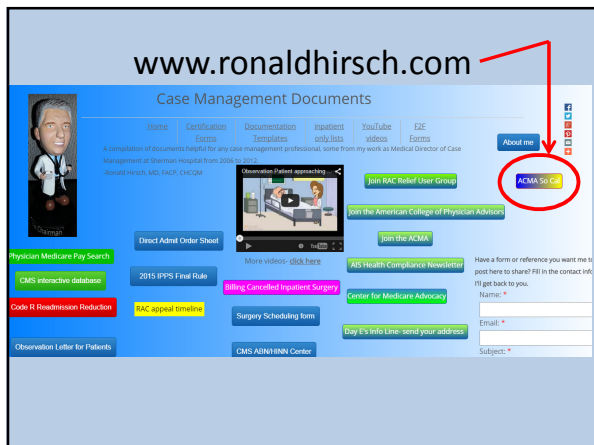 www.ronaldhirsch.com
Case Management Documents
Home
Certification Forms
Documentation Templates
Inpatient only lists
YouTube videos
F2F Forms
About me
A compilation of documents helpful for any case management professional, some from my work as Medical Director of Case
Management at Sherman Hospital from 2006 to 2012.
-Ronald Hirsch, MD, FACP, CHCQM
Observation Patient approaching ...
Join RAC Relief User Group
ACMA So Cal
Join the American College of Physician Advisors
Direct Admit Order Sheet
Join the ACMA
More videos- click here
Physician Medicare Pay Search
CMS interactive database
2015 IPPS Final Rule
AIS Health Compliance Newsletter
Have a form or reference you want me to
post here to share? Fill in the contact info
I'll get back to you.
Billing Cancelled Inpatient Surgery
Name: *
Code R Readmission Reduction
RAC appeal timeline
Center for Medicare Advocacy
Surgery Scheduling form
Email: *
Day E's Info Line- send your address
Observation Letter for Patients
CMS ABN/HINN Center
Subject: *